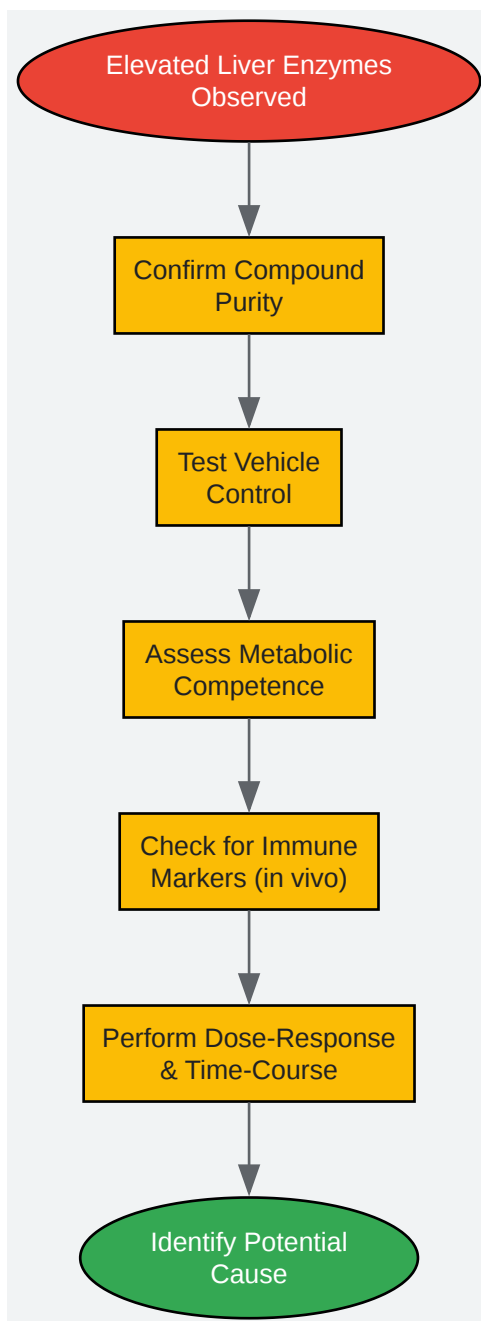 Elevated Liver Enzymes
Observed
Confirm Compound
Purity
Test Vehicle
Control
Assess Metabolic
Competence
Check for Immune
Markers (in vivo)
Perform Dose-Response
& Time-Course
Identify Potential
Cause